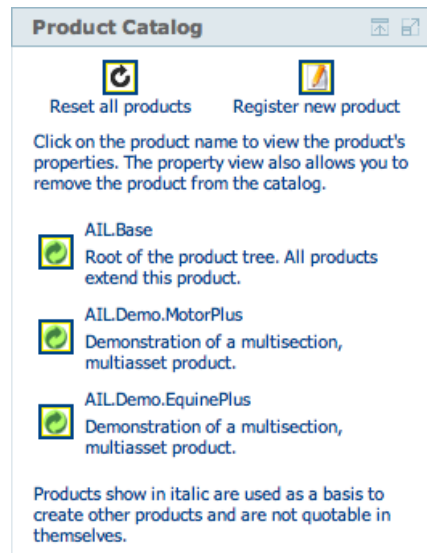 Product Catalog
Reset all products
Register new product
Click on the product name to view the product's
properties. The property view also allows you to
remove the product from the catalog.
AIL.Base
Root of the product tree. All products
extend this product.
AIL.Demo.MotorPlus
Demonstration of a multisection,
multiasset product.
AIL.Demo.EquinePlus
Demonstration of a multisection,
multiasset product.
Products show in italic are used as a basis to
create other products and are not quotable in
themselves.